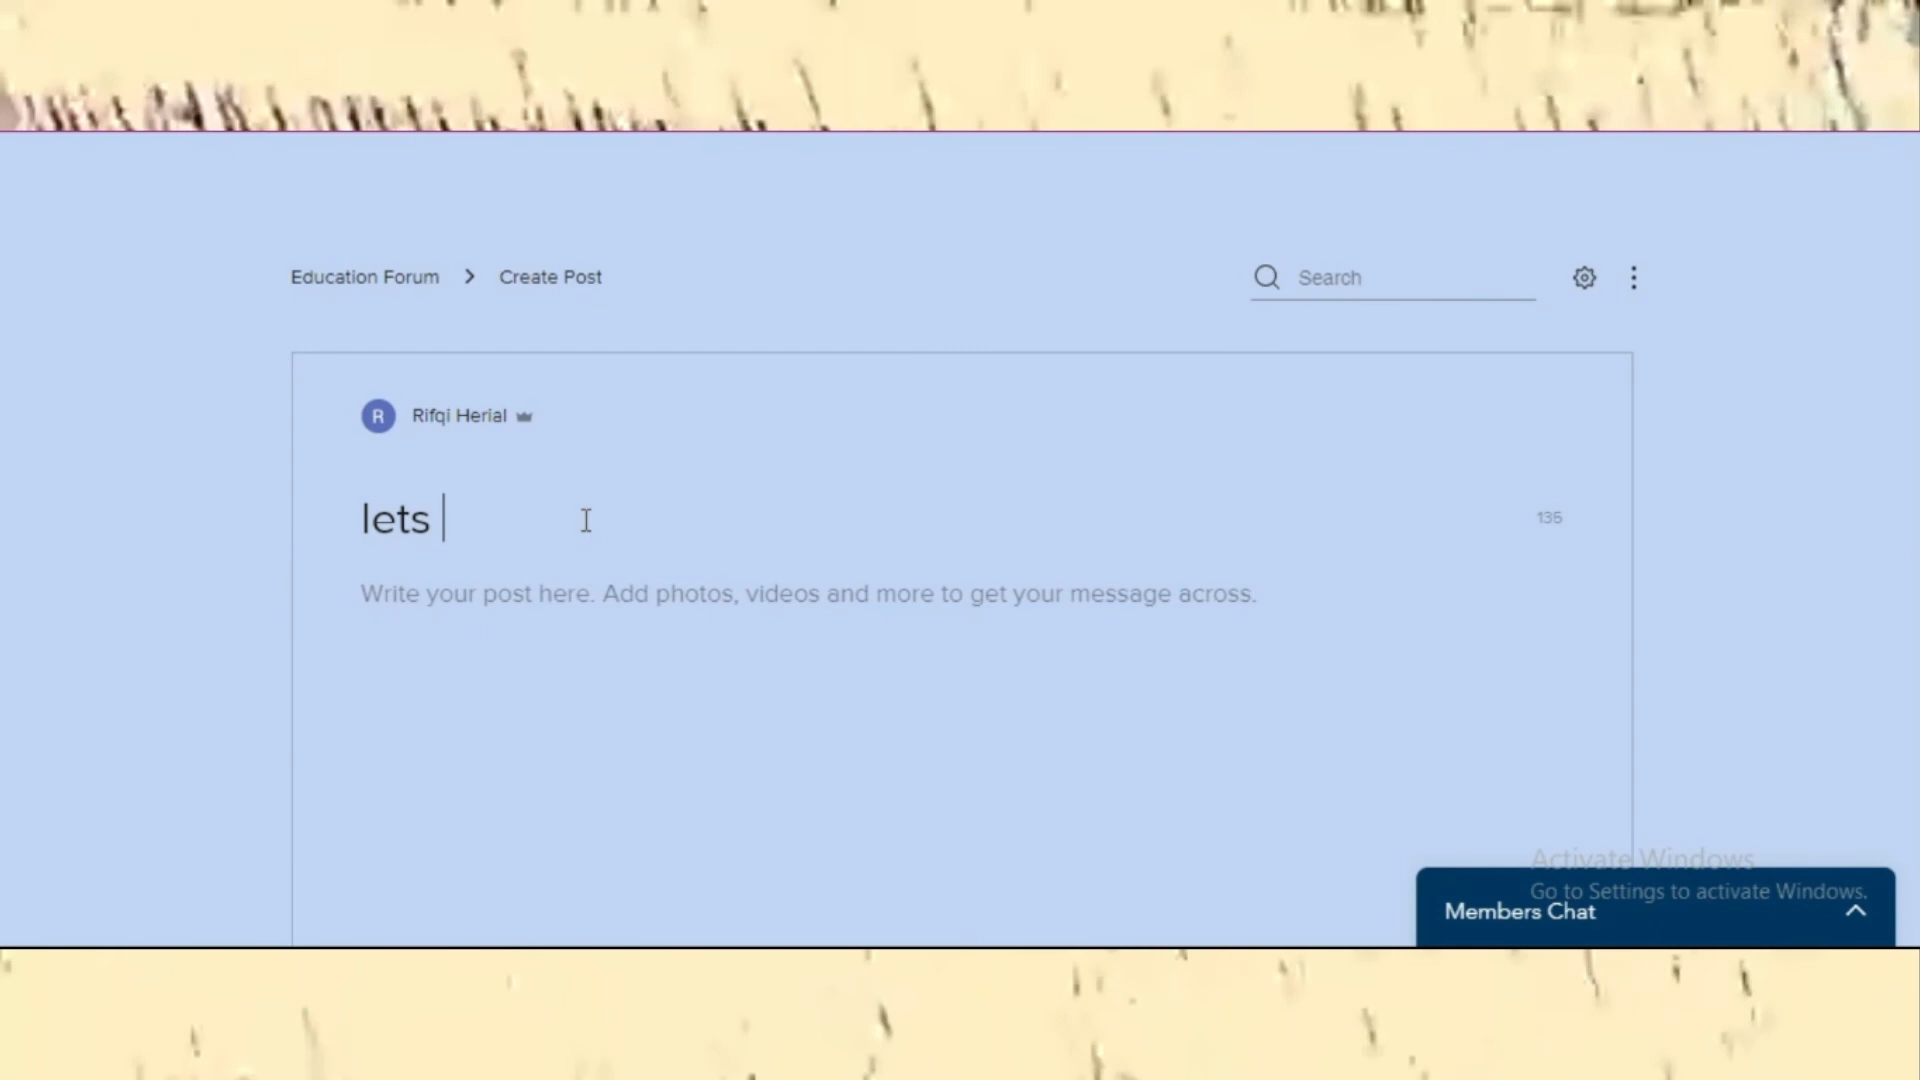 Education Forum > Create Post
Search
R
Rifqi Herial
lets
135
Write your post here. Add photos, videos and more to get your message across.
Activate Windows
Go to Settings to activate Windows.
Members Chat